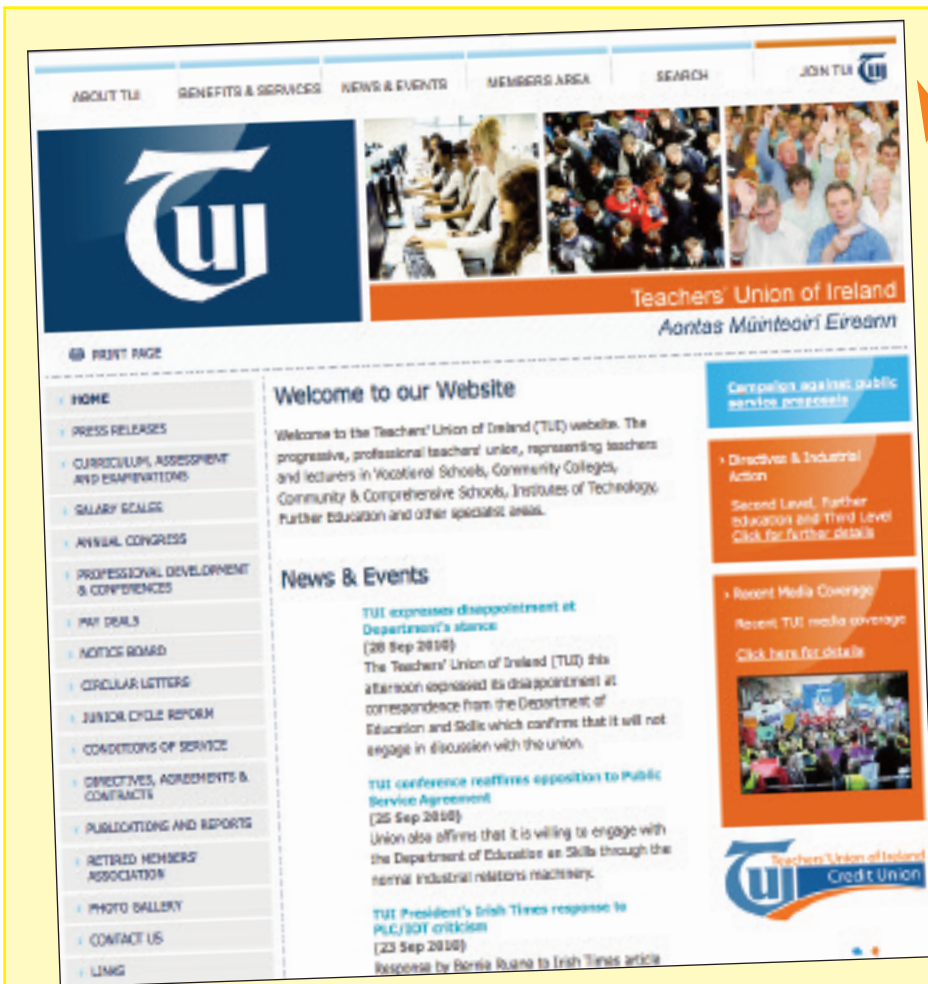 ABOUT TUI
BENEFITS & SERVICES
NEWS & EVENTS
MEMBERS AREA
SEARCH
JOIN TUI
TUI
TUI
Teachers' Union of Ireland
Aontas Múinteoirí Éireann
PRINT PAGE
HOME
PRESS RELEASES
CURRICULUM, ASSESSMENT
AND EXAMINATIONS
SALARY SCALES
ANNUAL CONGRESS
PROFESSIONAL DEVELOPMENT
& CONFERENCES
PAY DEALS
NOTICE BOARD
CIRCULAR LETTERS
JUNIOR CYCLE REFORM
CONDITIONS OF SERVICE
DIRECTIVES, AGREEMENTS &
CONTRACTS
PUBLICATIONS AND REPORTS
RETIRED MEMBERS'
ASSOCIATION
PHOTO GALLERY
CONTACT US
LINKS
Welcome to our Website
Welcome to the Teachers' Union of Ireland (TUI) website. The
progressive, professional teachers' union, representing teachers
and lecturers in Vocational Schools, Community Colleges,
Community & Comprehensive Schools, Institutes of Technology,
Further Education and other specialist areas.
News & Events
TUI expresses disappointment at
Department's stance
(28 Sep 2010)
The Teachers' Union of Ireland (TUI) this
afternoon expressed its disappointment at
correspondence from the Department of
Education and Skills which confirms that it will not
engage in discussion with the union.
TUI conference reaffirms opposition to Public
Service Agreement
(25 Sep 2010)
Union also affirms that it is willing to engage with
the Department of Education an Skills through the
normal industrial relations machinery.
TUI President's Irish Times response to
PLC/IOT criticism
(23 Sep 2010)
Response by Bernie Ruane to Irish Times article
Campaign against public
service proposals
Directives & Industrial
Action
Second Level, Further
Education and Third Level
Click for further details
Recent Media Coverage
Recent TUI media coverage
Click here for details
TUI
Teachers' Union of Ireland
Credit Union